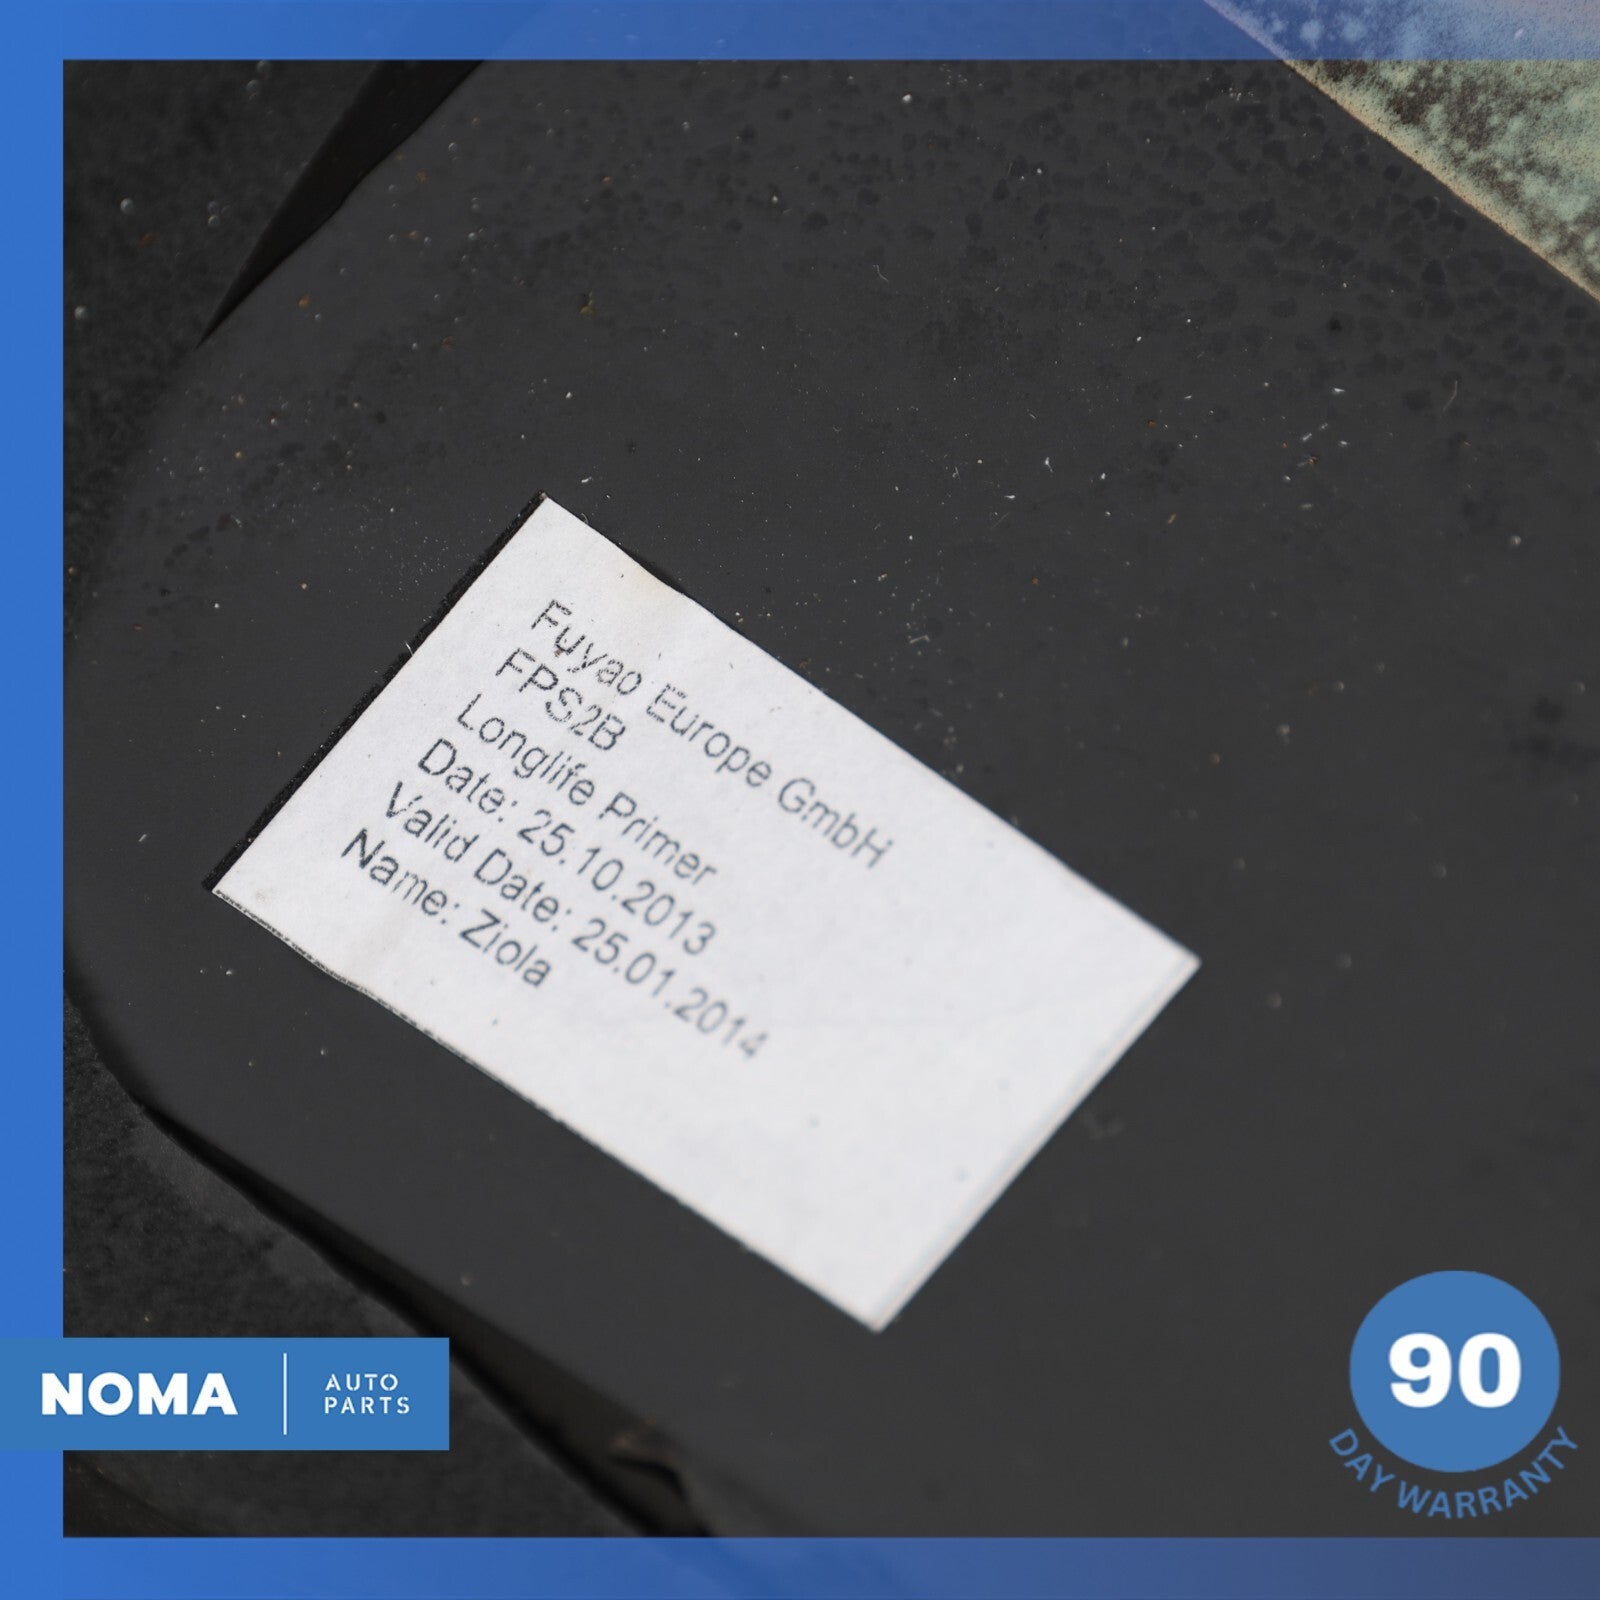 Fuyao Europe GmbH
FPS2B
Longlife Primer
Date: 25.10.2013
Valid Date: 25.01.2014
Name: Ziola
NOMA
AUTO
PARTS
90
DAY WARRANTY